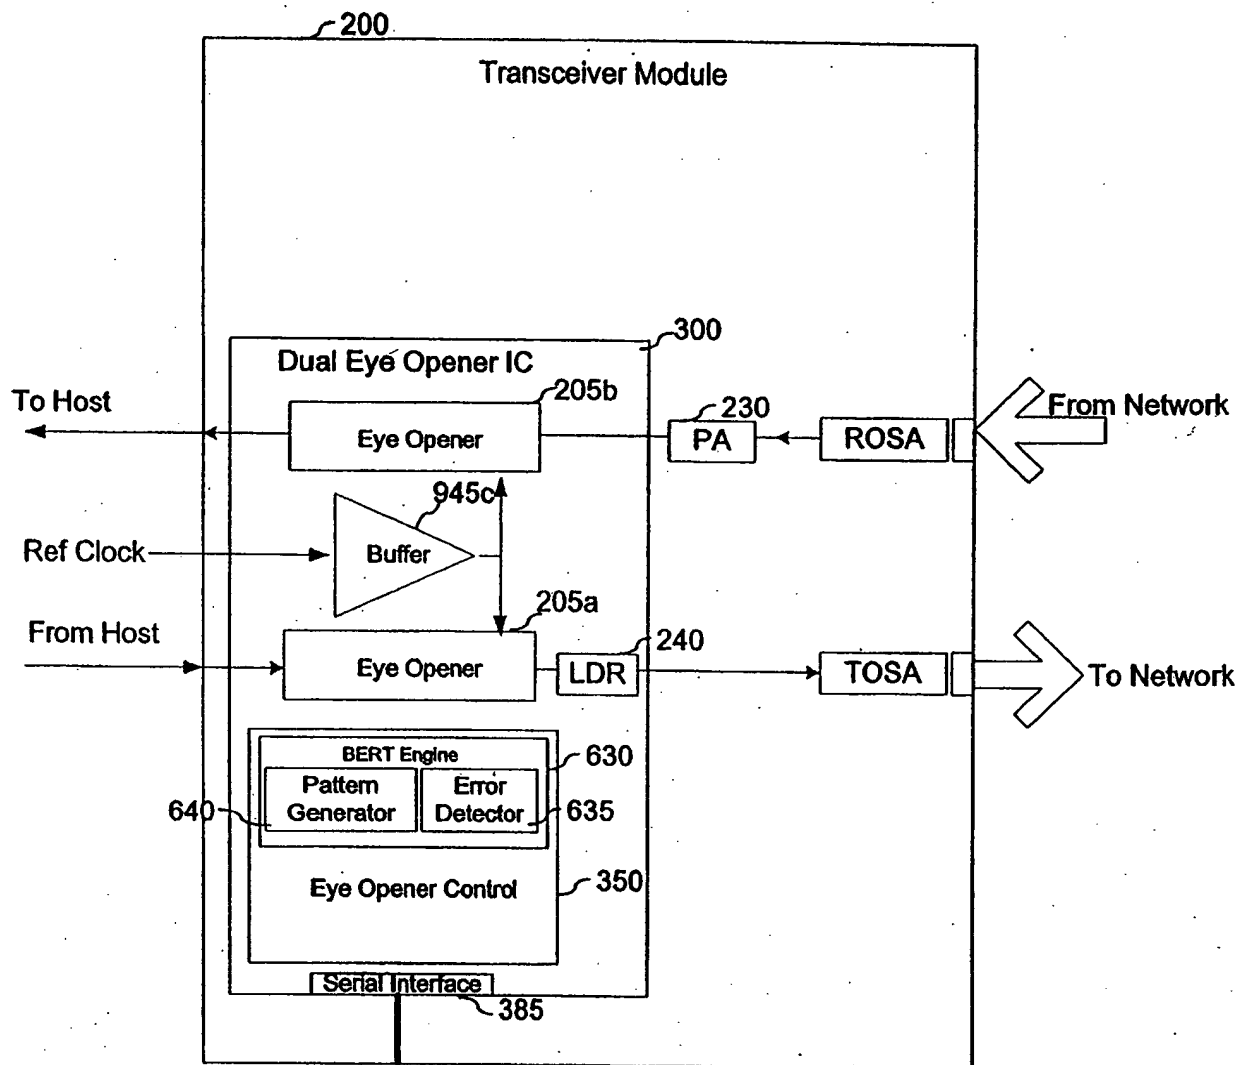 200
Transceiver Module
300
Dual Eye Opener IC
To Host
205b
230
From Network
Eye Opener
PA
ROSA
945c
Ref Clock
Buffer
205a
From Host
240
Eye Opener
LDR
TOSA
To Network
BERT Engine
630
Pattern
Generator
Error
Detector
640
635
Eye Opener Control
350
Serial Interface
385